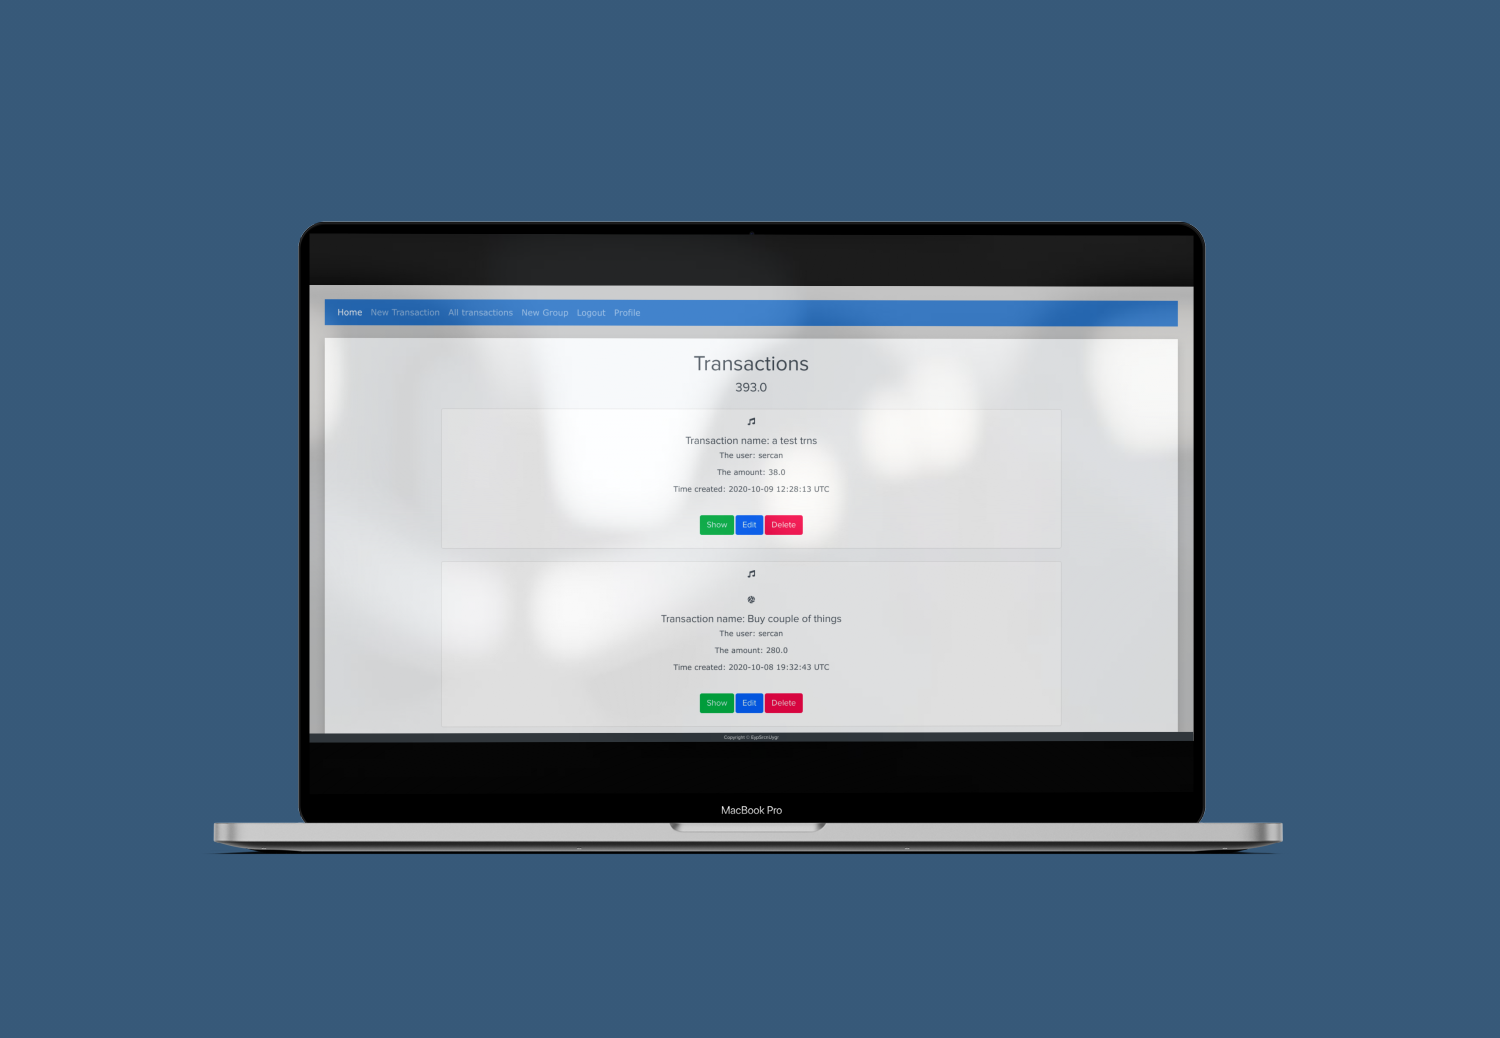 Home New Transaction All transactions New Group Logout Profile
Transactions
393.0
Transaction name: a test trns
The user: sercan
The amount: 38.0
Time created: 2020-10-09 12:28:13 UTC
Show Edit Delete
Transaction name: Buy couple of things
The user: sercan
The amount: 280.0
Time created: 2020-10-08 19:32:43 UTC
Show Edit Delete
Copyright ©
MacBook Pro